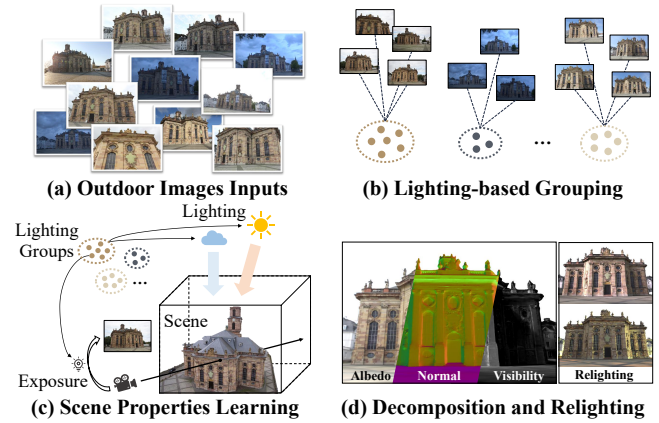 ...
(a) Outdoor Images Inputs
(b) Lighting-based Grouping
Lighting
Lighting
Groups
...
Scene
Exposure
(c) Scene Properties Learning
Albedo
Normal
Visibility
Relighting
(d) Decomposition and Relighting